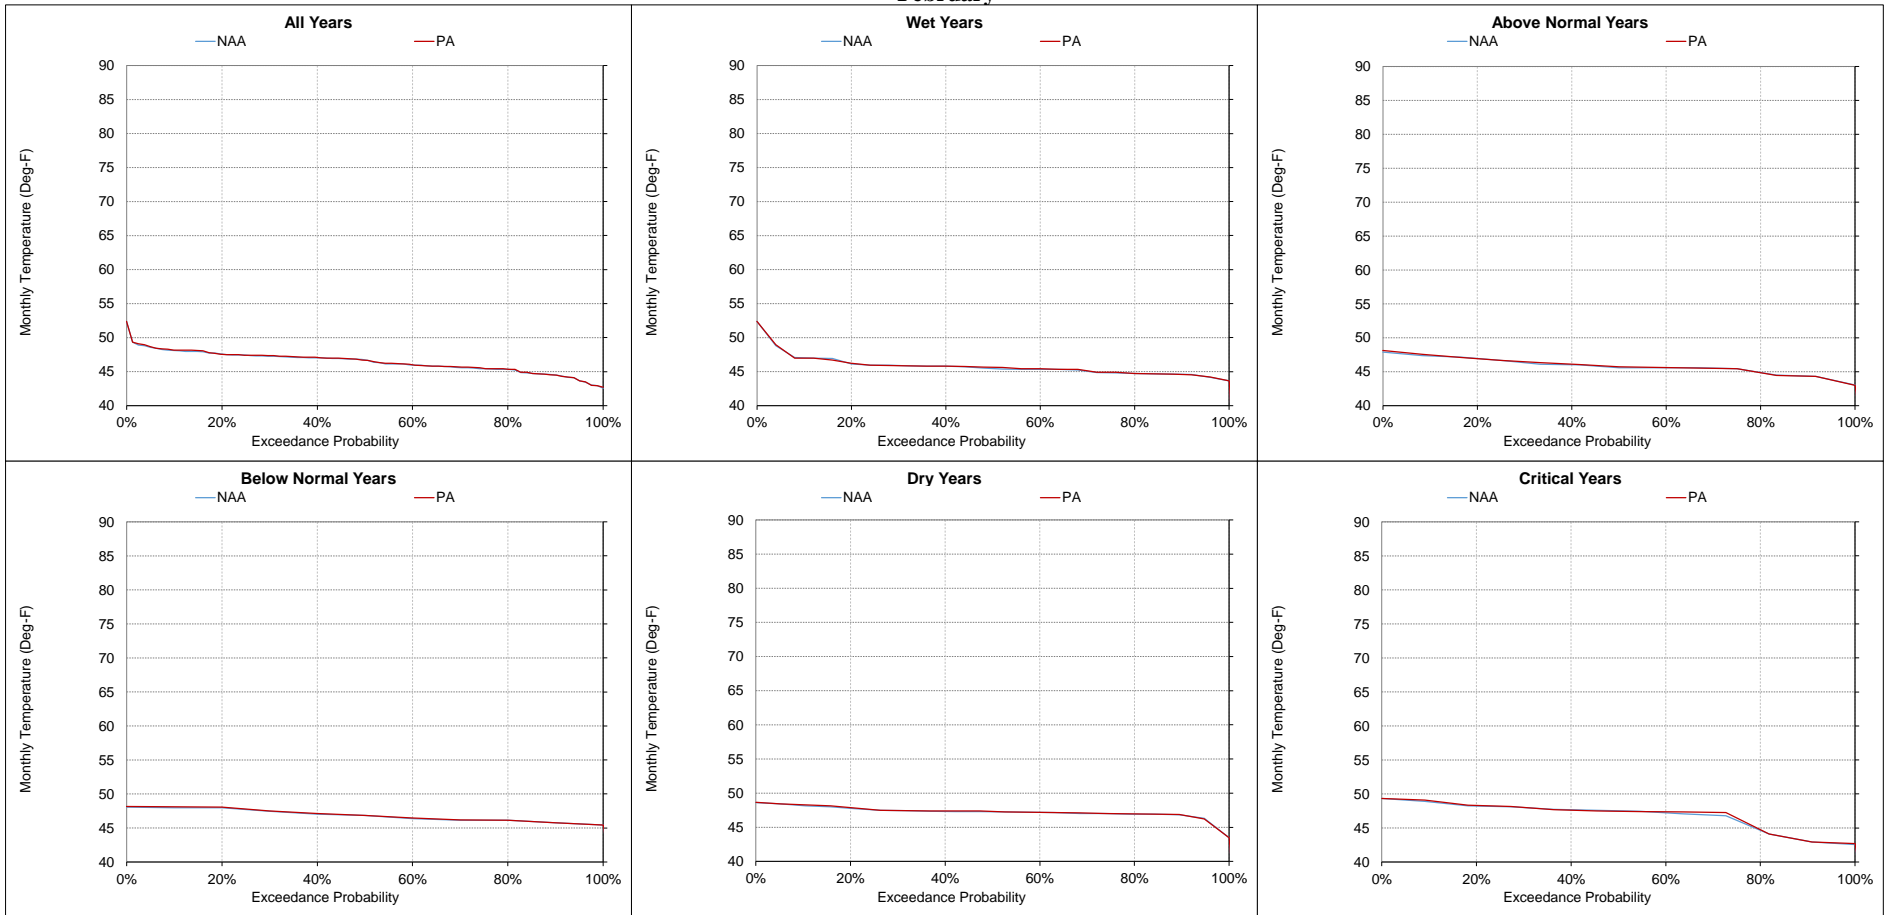 All Years
NAA PA
90
85
80
75
70
65
60
55
50
45
40
0% 20% 40% 60% 80% 100%
Monthly Temperature (Deg-F)
Exceedance Probability
Wet Years
NAA PA
90
85
80
75
70
65
60
55
50
45
40
0% 20% 40% 60% 80% 100%
Monthly Temperature (Deg-F)
Exceedance Probability
Above Normal Years
NAA PA
90
85
80
75
70
65
60
55
50
45
40
0% 20% 40% 60% 80% 100%
Monthly Temperature (Deg-F)
Exceedance Probability
Below Normal Years
NAA PA
90
85
80
75
70
65
60
55
50
45
40
0% 20% 40% 60% 80% 100%
Monthly Temperature (Deg-F)
Exceedance Probability
Dry Years
NAA PA
90
85
80
75
70
65
60
55
50
45
40
0% 20% 40% 60% 80% 100%
Monthly Temperature (Deg-F)
Exceedance Probability
Critical Years
NAA PA
90
85
80
75
70
65
60
55
50
45
40
0% 20% 40% 60% 80% 100%
Monthly Temperature (Deg-F)
Exceedance Probability